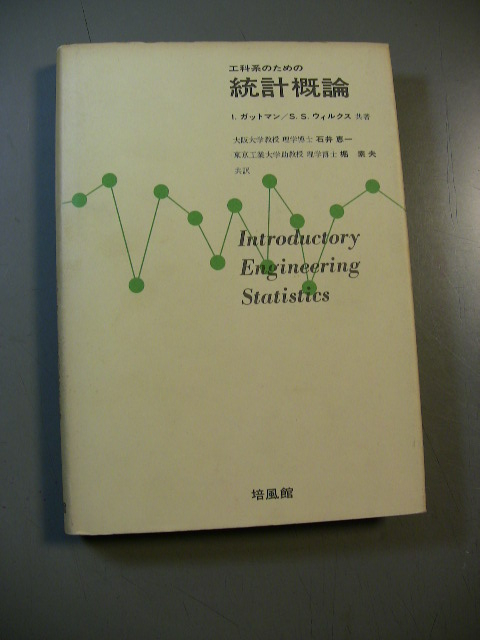 工科系のための
統計概論
I. ガットマン/S. S. ウィルクス 共著
大阪大学教授 理学博士 石井恵一
東京工業大学助教授 理学博士 堀 素夫
共訳
Introductory
Engineering
Statistics
培風館